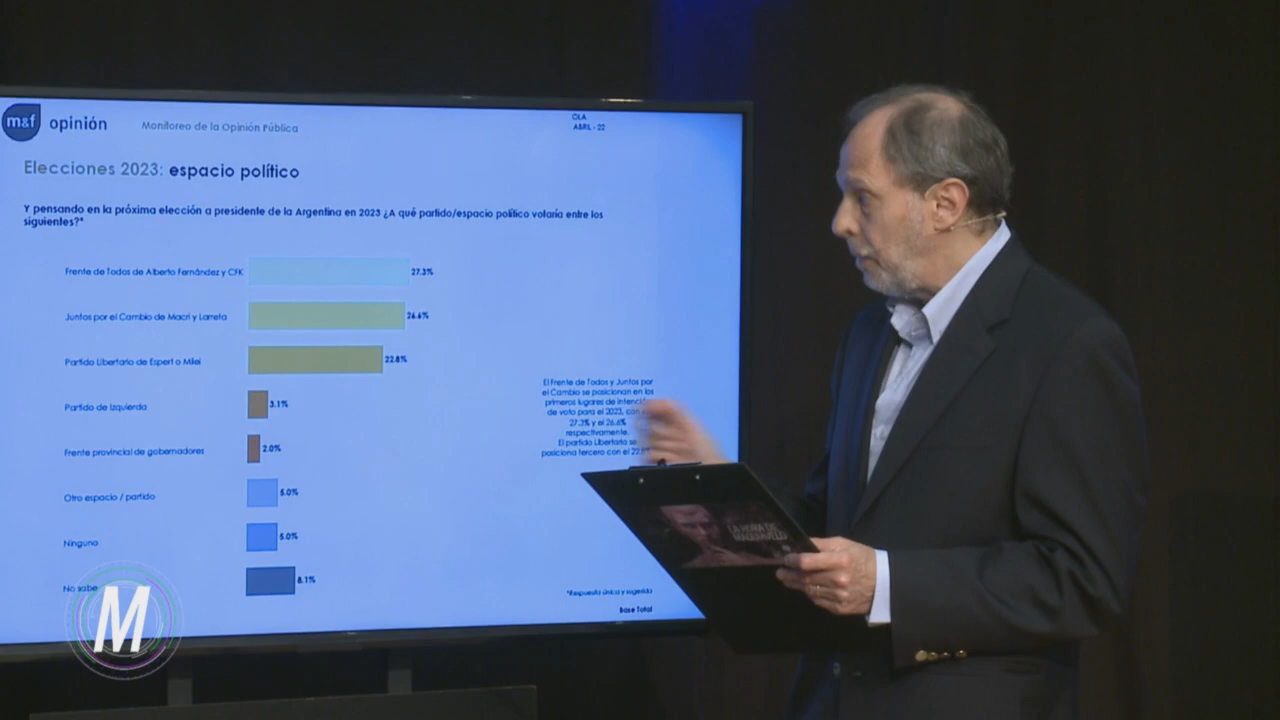 m&f opinión
Monitoreo de la Opinión Pública
OLA
ABRIL - 22
Elecciones 2023: espacio político
Y pensando en la próxima elección a presidente de la Argentina en 2023 ¿A qué partido/espacio político votaría entre los
siguientes?*
Frente de Todos de Alberto Fernández y CFK 27.3%
Juntos por el Cambio de Macri y Larreta 26.6%
Partido Libertario de Espert o Milei 22.8%
Partido de Izquierda 3.1%
Frente provincial de gobernadores 2.0%
Otro espacio / partido 5.0%
Ninguno 5.0%
No sabe 8.1%
El Frente de Todos y Juntos por
el Cambio se posicionan en los
primeros lugares de intención
de voto para el 2023, con
27.3% y el 26.6%
respectivamente.
El partido Libertario se
posiciona tercero con el
*Respuesta única y sugerida
Base Total
LA HORA DE
MAQUIAVELO
M